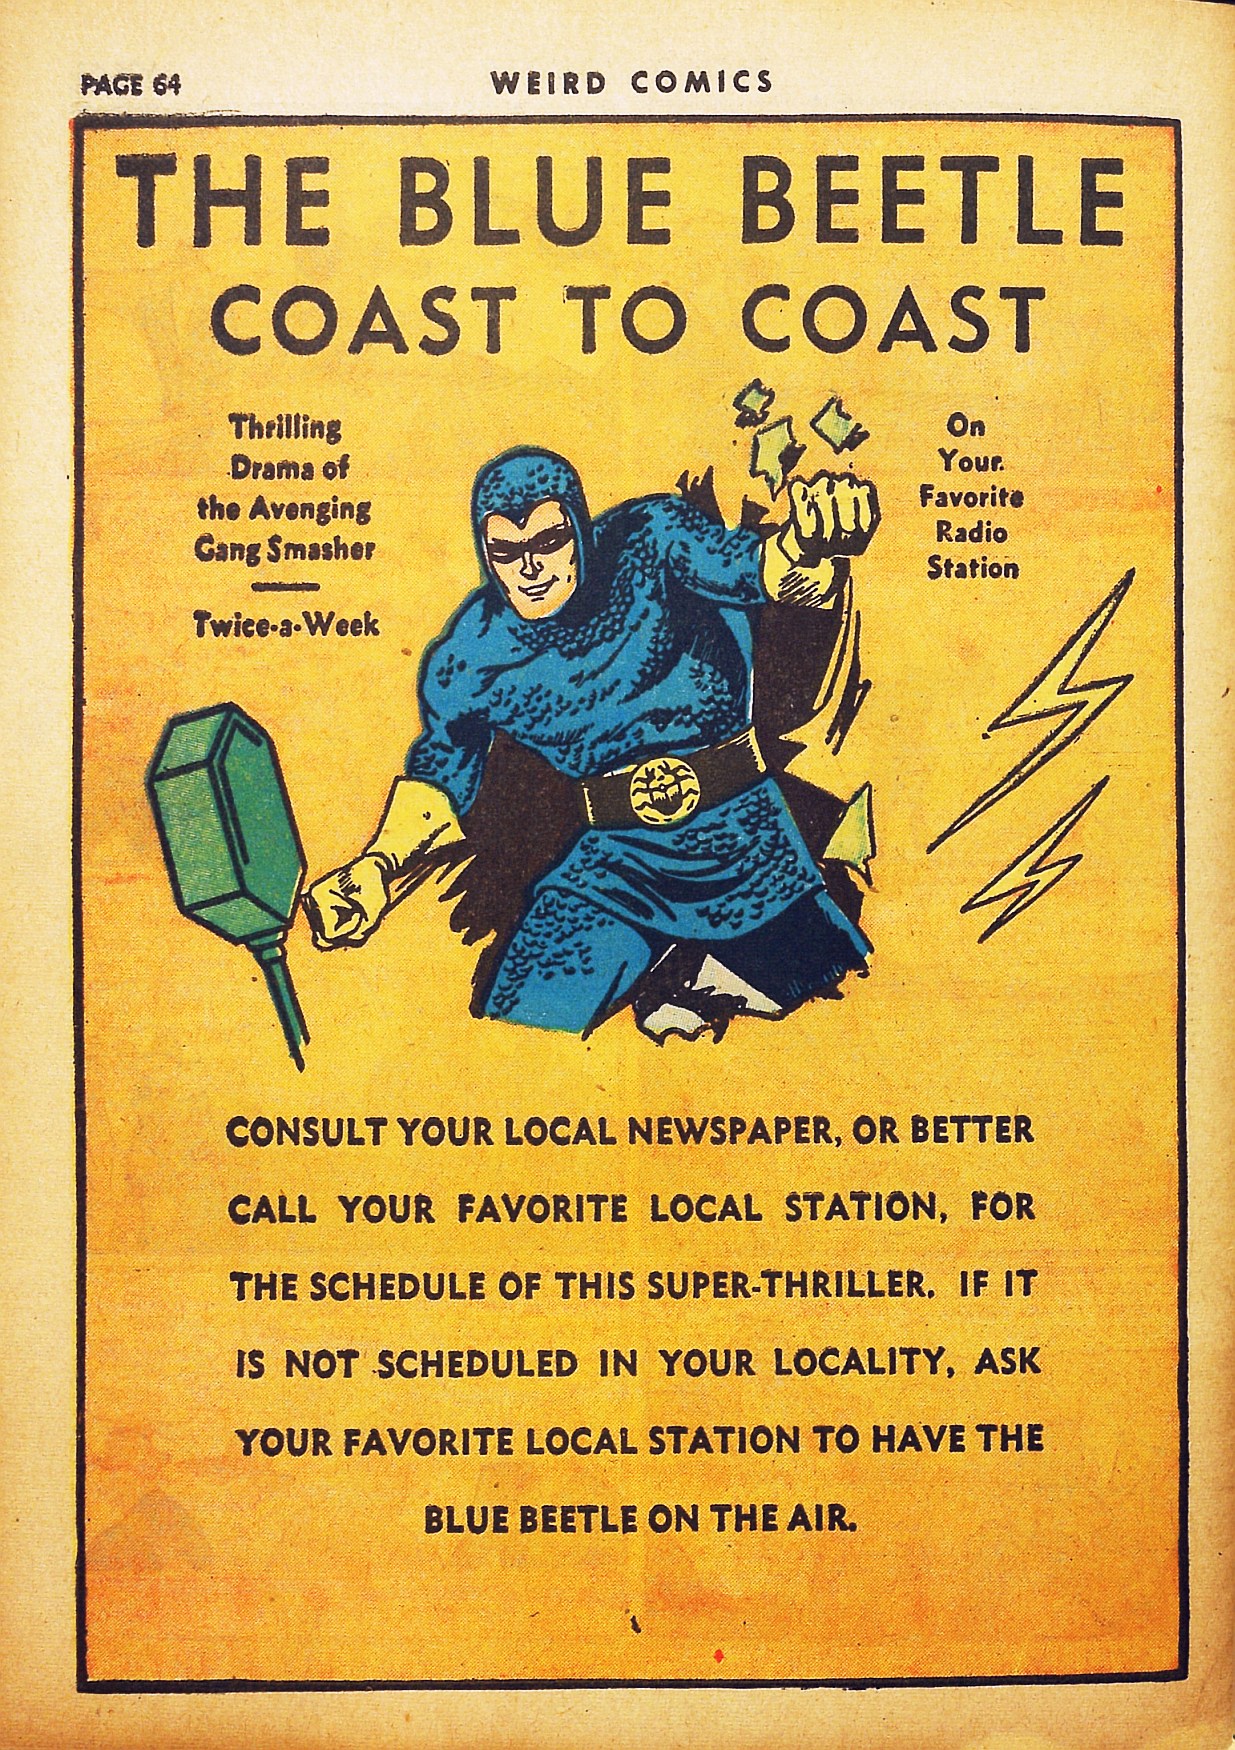 PAGE 64
WEIRD COMICS
THE BLUE BEETLE
COAST TO COAST
Thrilling
Drama of
the Avenging
Gang Smasher
Twice-a-Week
On
Your
Favorite
Radio
Station
CONSULT YOUR LOCAL NEWSPAPER, OR BETTER
CALL YOUR FAVORITE LOCAL STATION, FOR
THE SCHEDULE OF THIS SUPER-THRILLER. IF IT
IS NOT SCHEDULED IN YOUR LOCALITY, ASK
YOUR FAVORITE LOCAL STATION TO HAVE THE
BLUE BEETLE ON THE AIR.